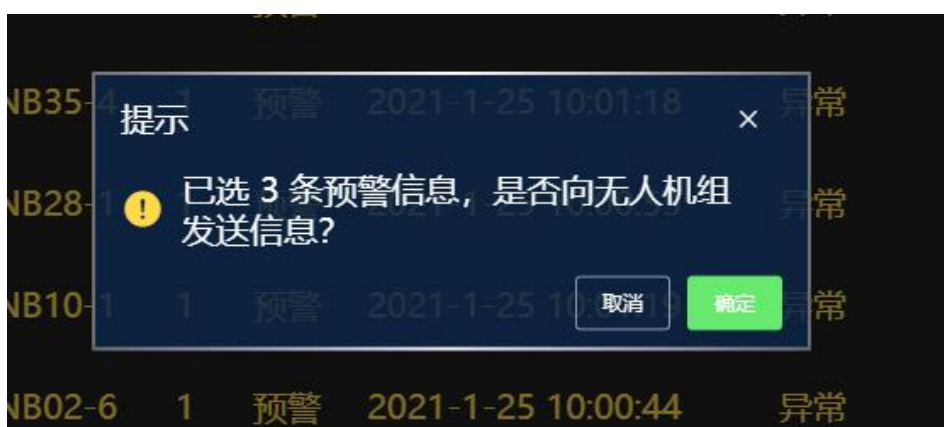 NB35-4 1 预警 2021-1-25 10:01:18 异常
提示
×
已选 3 条预警信息，是否向无人机组
发送信息?
NB28-1 异常
取消 确定
NB10-1 1 预警 2021-1-25 异常
NB02-6 1 预警 2021-1-25 10:00:44 异常